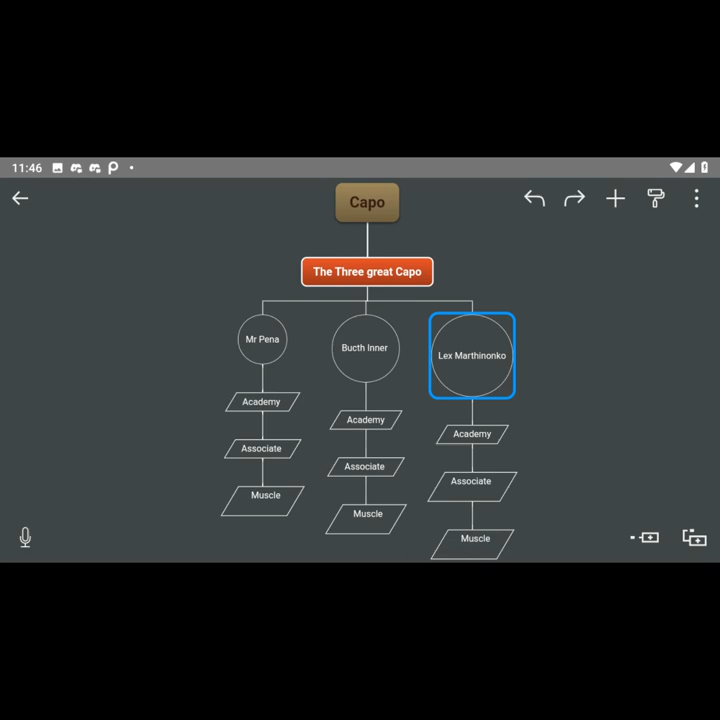 11:46
Capo
The Three great Capo
Mr Pena
Bucth Inner
Lex Marthinonko
Academy
Academy
Academy
Associate
Associate
Associate
Muscle
Muscle
Muscle